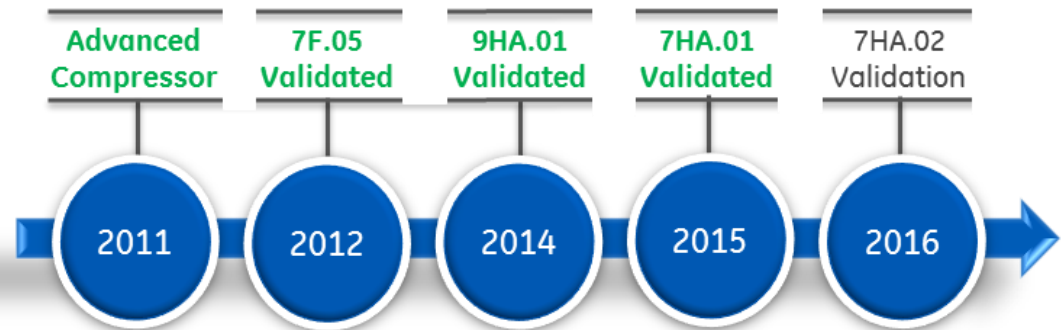 Advanced
Compressor
7F.05
Validated
9HA.01
Validated
7HA.01
Validated
7HA.02
Validation
2011
2012
2014
2015
2016